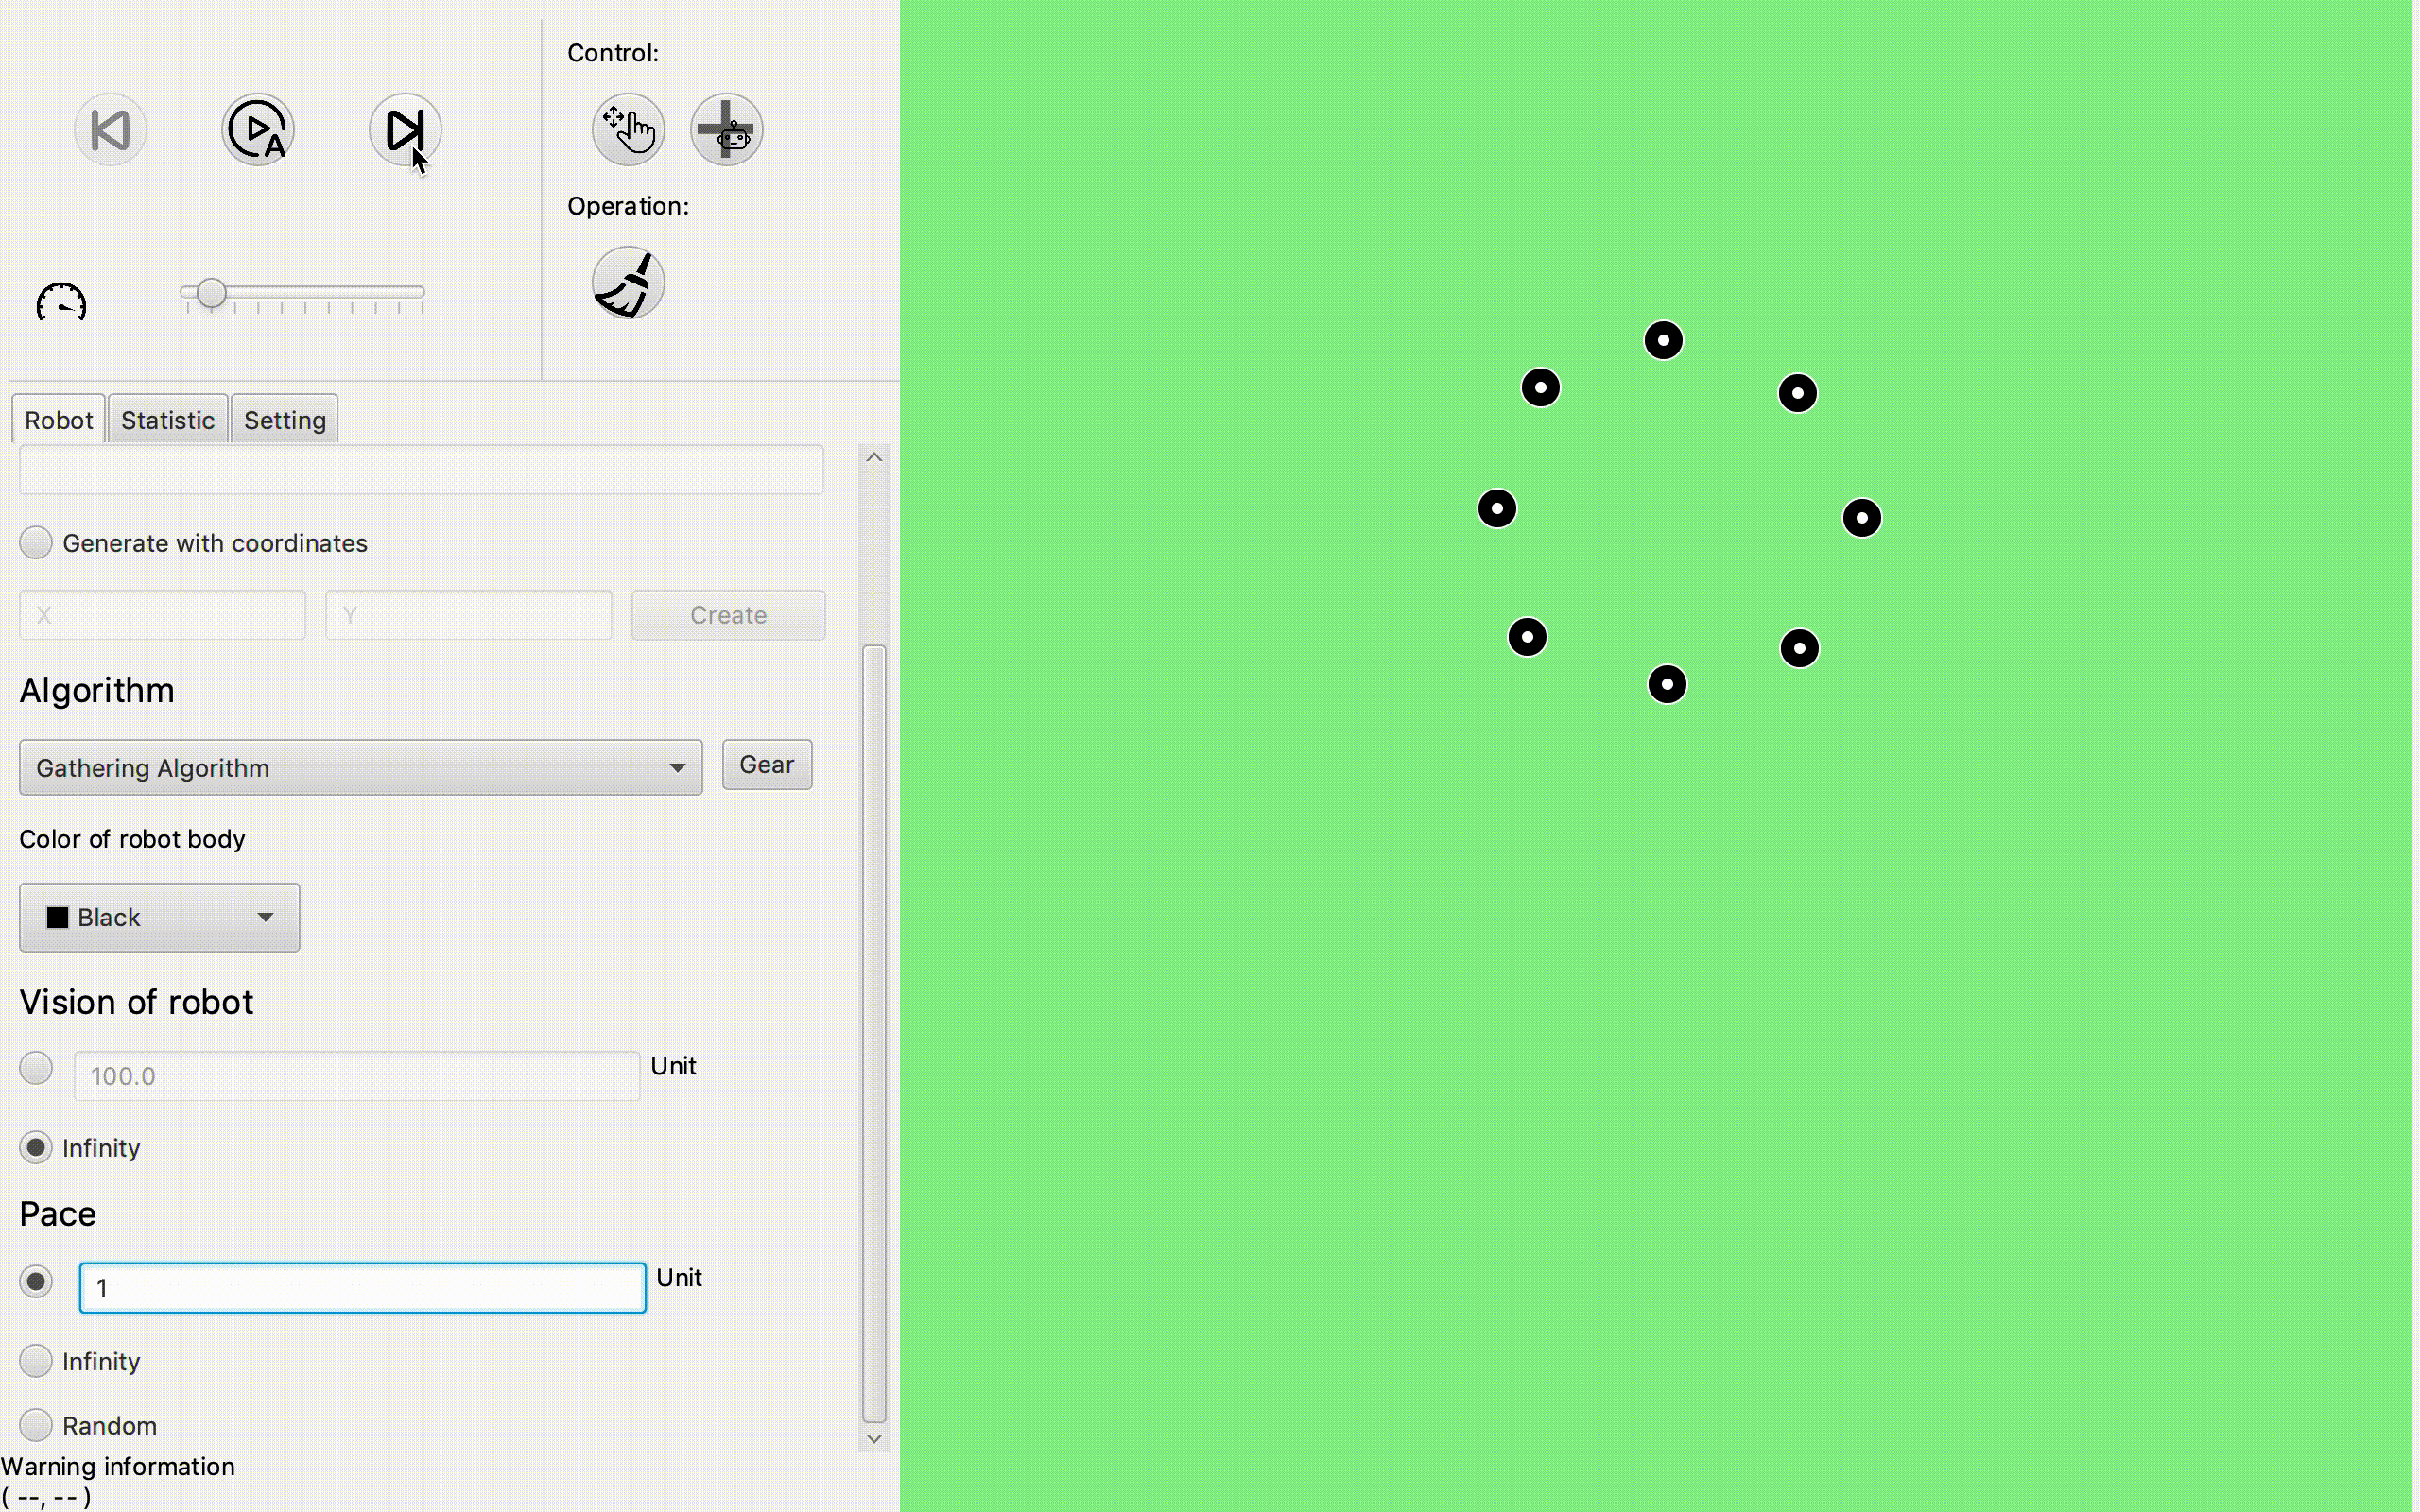 Control:
A
Operation:
Robot
Statistic
Setting
Generate with coordinates
X
Y
Create
Algorithm
Gathering Algorithm
Gear
Color of robot body
Black
Vision of robot
100.0
Unit
Infinity
Pace
1
Unit
Infinity
Random
Warning information
( --, -- )